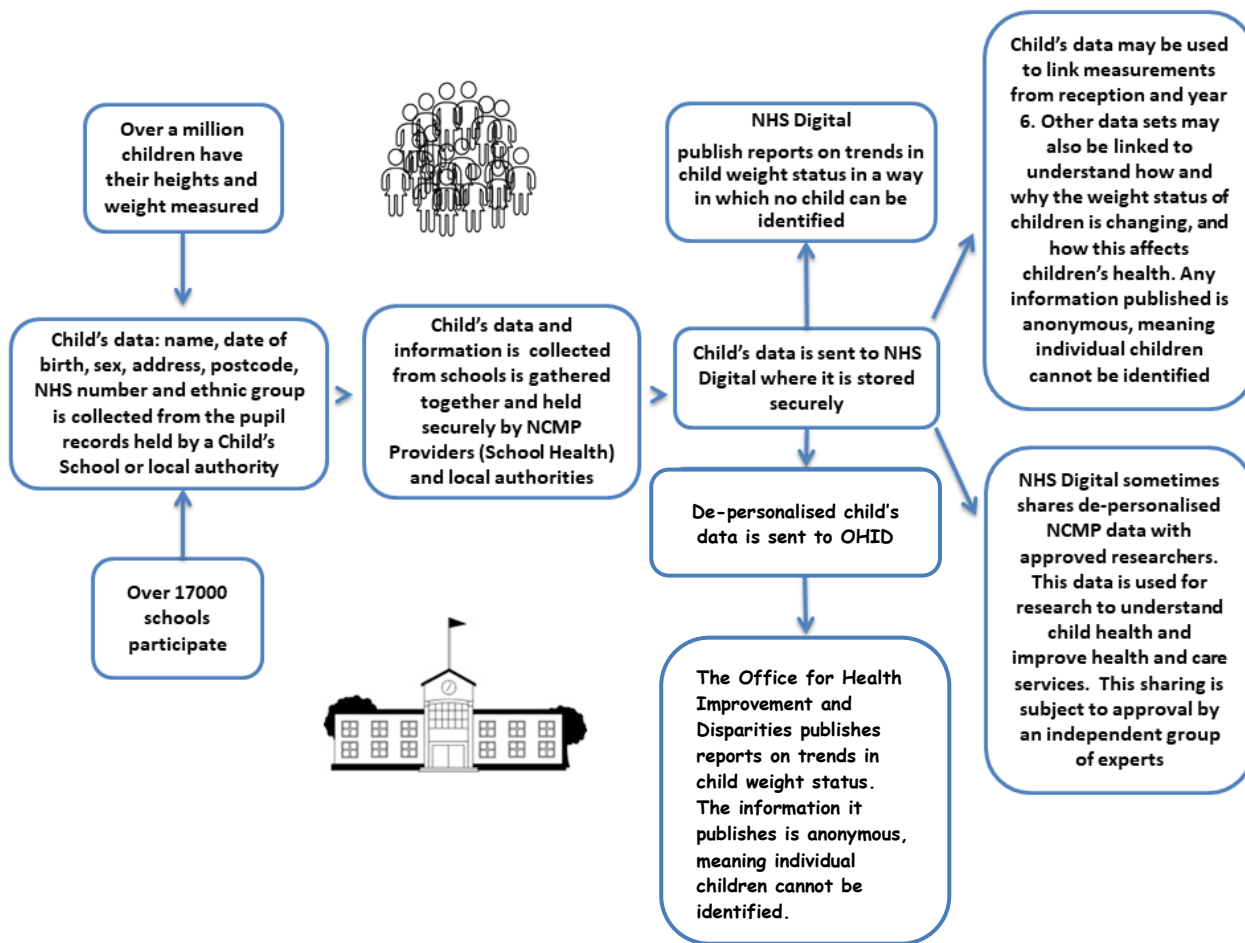 Over a million
children have
their heights and
weight measured
Child's data: name, date of
birth, sex, address, postcode,
NHS number and ethnic group
is collected from the pupil
records held by a Child's
School or local authority
Over 17000
schools
participate
Child's data and
information is collected
from schools is gathered
together and held
securely by NCMP
Providers (School Health)
and local authorities
NHS Digital
publish reports on trends in
child weight status in a way
in which no child can be
identified
Child's data is sent to NHS
Digital where it is stored
securely
De-personalised child's
data is sent to OHID
The Office for Health
Improvement and
Disparities publishes
reports on trends in
child weight status.
The information it
publishes is anonymous,
meaning individual
children cannot be
identified.
Child's data may be used
to link measurements
from reception and year
6. Other data sets may
also be linked to
understand how and
why the weight status of
children is changing, and
how this affects
children's health. Any
information published is
anonymous, meaning
individual children
cannot be identified
NHS Digital sometimes
shares de-personalised
NCMP data with
approved researchers.
This data is used for
research to understand
child health and
improve health and care
services. This sharing is
subject to approval by
an independent group
of experts